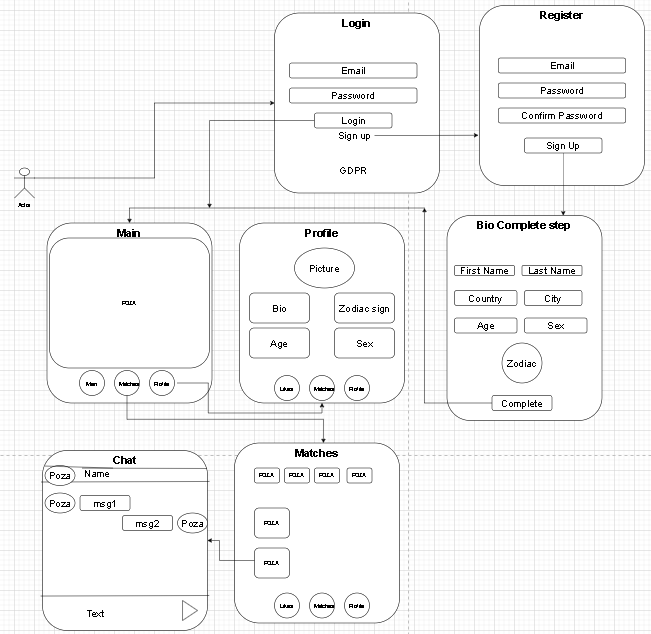 Login
Email
Password
Login
Sign up
GDPR
Register
Email
Password
Confirm Password
Sign Up
Actor
Main
POZA
Main
Matches
Profile
Profile
Picture
Bio
Zodiac sign
Age
Sex
Likes
Matches
Profile
Bio Complete step
First Name
Last Name
Country
City
Age
Sex
Zodiac
Complete
Chat
Poza
Name
Poza
msg1
msg2
Poza
Text
Matches
POZA
POZA
POZA
POZA
POZA
POZA
Likes
Matches
Profile